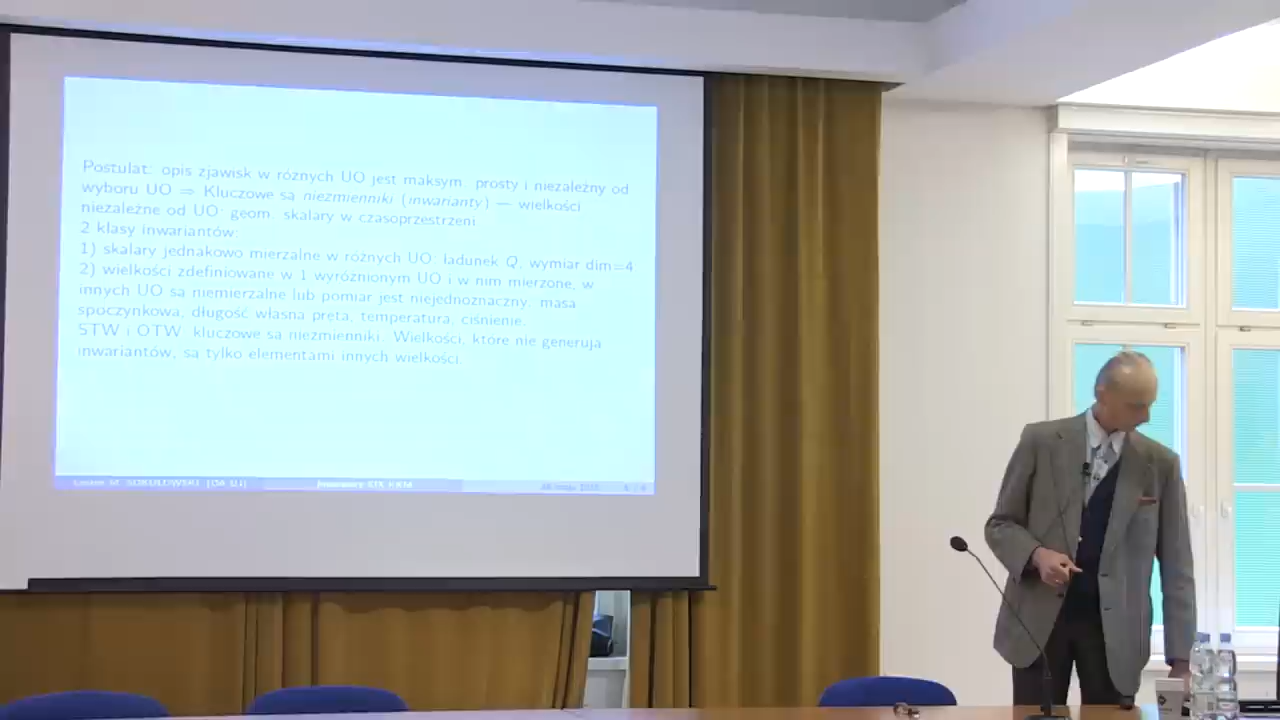 Postulat: opis zjawisk w różnych UO jest maksym. prosty i niezależny od
wyboru UO ⇒ Kluczowe są niezmienniki (inwarianty) — wielkości
niezależne od UO: geom. skalary w czasoprzestrzeni.
2 klasy inwariantów:
1) skalary jednakowo mierzalne w różnych UO: ładunek Q, wymiar dim=4
2) wielkości zdefiniowane w 1 wyróżnionym UO i w nim mierzone, w
innych UO są niemierzalne lub pomiar jest niejednoznaczny: masa
spoczynkowa, długość własna pręta, temperatura, ciśnienie.
STW i OTW: kluczowe są niezmienniki. Wielkości, które nie generują
inwariantów, są tylko elementami innych wielkości.
M. SOKOŁOWSKI (OA UJ)